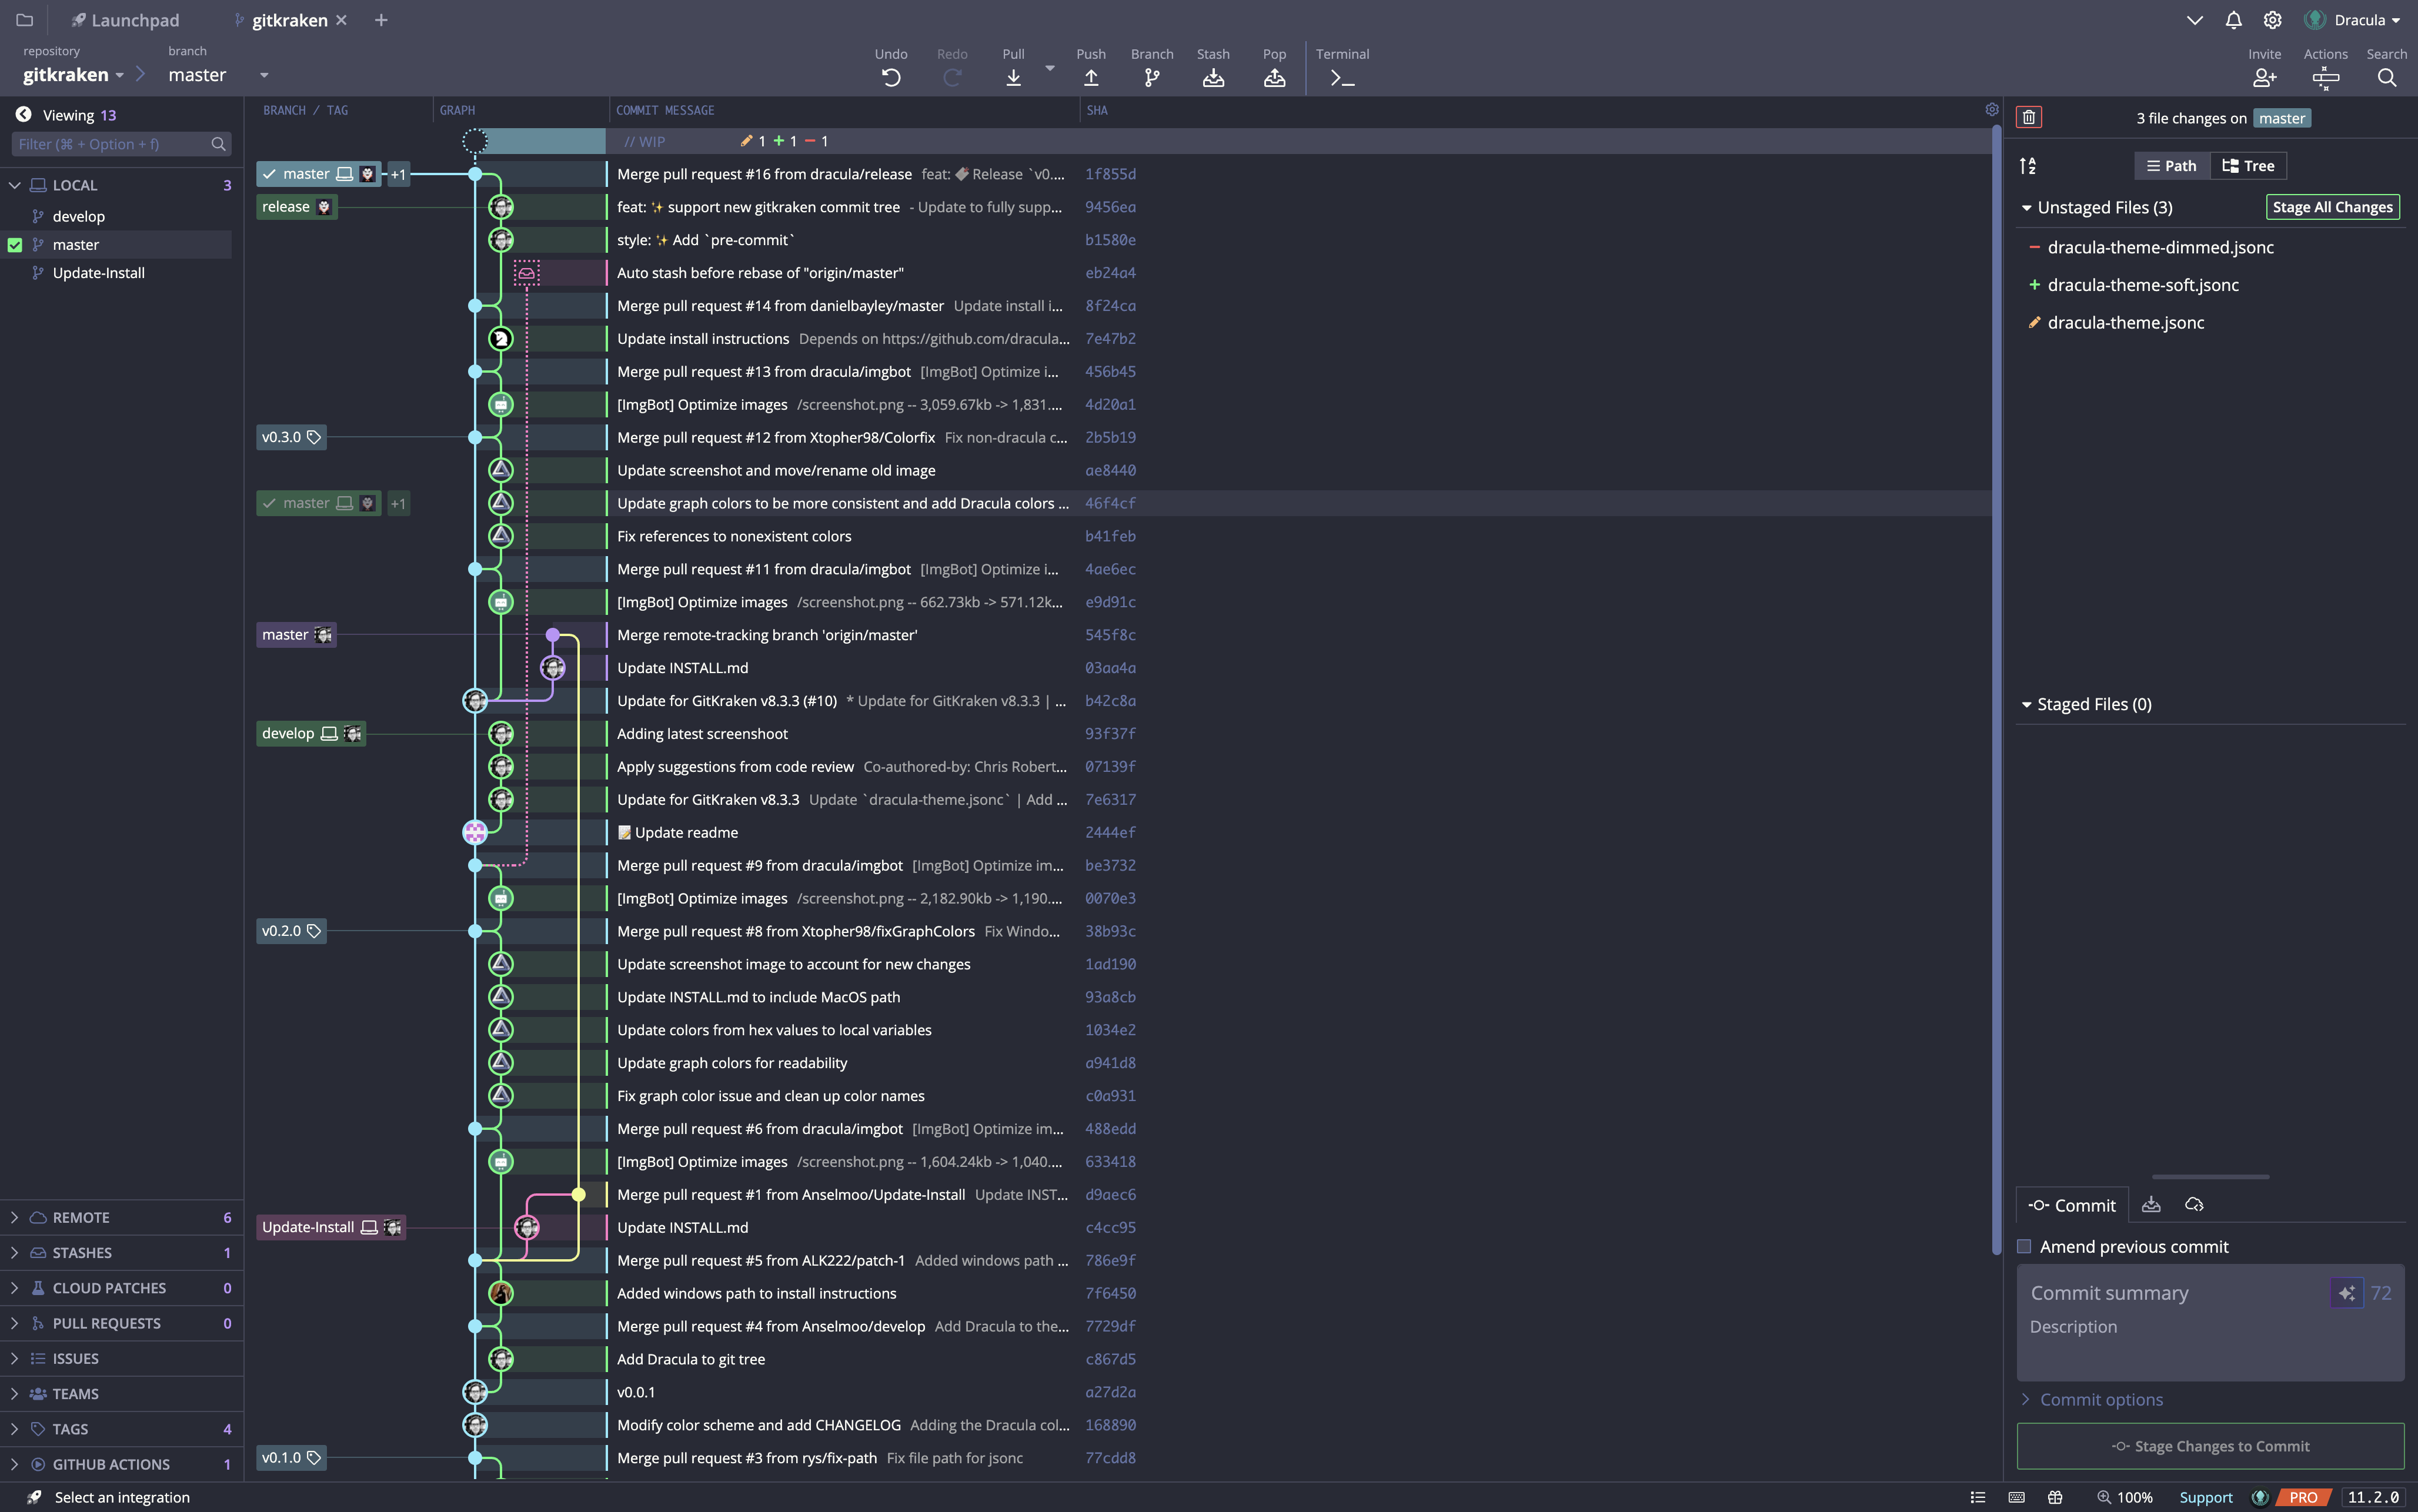 Launchpad
gitkraken
Dracula
repository
gitkraken
branch
master
Undo
Redo
Pull
Push
Branch
Stash
Pop
Terminal
Invite
Actions
Search
Viewing 13
Filter (⌘ + Option + f)
LOCAL 3
develop
master
Update-Install
REMOTE 6
STASHES 1
CLOUD PATCHES 0
PULL REQUESTS 0
ISSUES
TEAMS
TAGS 4
GITHUB ACTIONS 1
BRANCH / TAG GRAPH COMMIT MESSAGE SHA
// WIP 1 + 1 − 1
master +1 Merge pull request #16 from dracula/release feat: 🏷️ Release `v0.... 1f855d
release feat: ✨ support new gitkraken commit tree - Update to fully supp... 9456ea
style: ✨ Add `pre-commit` b1580e
Auto stash before rebase of "origin/master" eb24a4
Merge pull request #14 from danielbayley/master Update install i... 8f24ca
Update install instructions Depends on https://github.com/dracula... 7e47b2
Merge pull request #13 from dracula/imgbot [ImgBot] Optimize i... 456b45
[ImgBot] Optimize images /screenshot.png -- 3,059.67kb -> 1,831.... 4d20a1
v0.3.0 Merge pull request #12 from Xtopher98/Colorfix Fix non-dracula c... 2b5b19
Update screenshot and move/rename old image ae8440
master +1 Update graph colors to be more consistent and add Dracula colors ... 46f4cf
Fix references to nonexistent colors b41feb
Merge pull request #11 from dracula/imgbot [ImgBot] Optimize i... 4ae6ec
[ImgBot] Optimize images /screenshot.png -- 662.73kb -> 571.12k... e9d91c
master Merge remote-tracking branch 'origin/master' 545f8c
Update INSTALL.md 03aa4a
Update for GitKraken v8.3.3 (#10) * Update for GitKraken v8.3.3 | ... b42c8a
develop Adding latest screenshoot 93f37f
Apply suggestions from code review Co-authored-by: Chris Robert... 07139f
Update for GitKraken v8.3.3 Update `dracula-theme.jsonc` | Add ... 7e6317
📝 Update readme 2444ef
Merge pull request #9 from dracula/imgbot [ImgBot] Optimize im... be3732
[ImgBot] Optimize images /screenshot.png -- 2,182.90kb -> 1,190.... 0070e3
v0.2.0 Merge pull request #8 from Xtopher98/fixGraphColors Fix Windo... 38b93c
Update screenshot image to account for new changes 1ad190
Update INSTALL.md to include MacOS path 93a8cb
Update colors from hex values to local variables 1034e2
Update graph colors for readability a941d8
Fix graph color issue and clean up color names c0a931
Merge pull request #6 from dracula/imgbot [ImgBot] Optimize im... 488edd
[ImgBot] Optimize images /screenshot.png -- 1,604.24kb -> 1,040.... 633418
Merge pull request #1 from Anselmoo/Update-Install Update INST... d9aec6
Update-Install Update INSTALL.md c4cc95
Merge pull request #5 from ALK222/patch-1 Added windows path ... 786e9f
Added windows path to install instructions 7f6450
Merge pull request #4 from Anselmoo/develop Add Dracula to the... 7729df
Add Dracula to git tree c867d5
v0.0.1 a27d2a
Modify color scheme and add CHANGELOG Adding the Dracula col... 168890
v0.1.0 Merge pull request #3 from rys/fix-path Fix file path for jsonc 77cdd8
3 file changes on master
Path Tree
Unstaged Files (3) Stage All Changes
− dracula-theme-dimmed.jsonc
+ dracula-theme-soft.jsonc
dracula-theme.jsonc
Staged Files (0)
Commit
Amend previous commit
Commit summary 72
Description
Commit options
Stage Changes to Commit
Select an integration
100% Support PRO 11.2.0